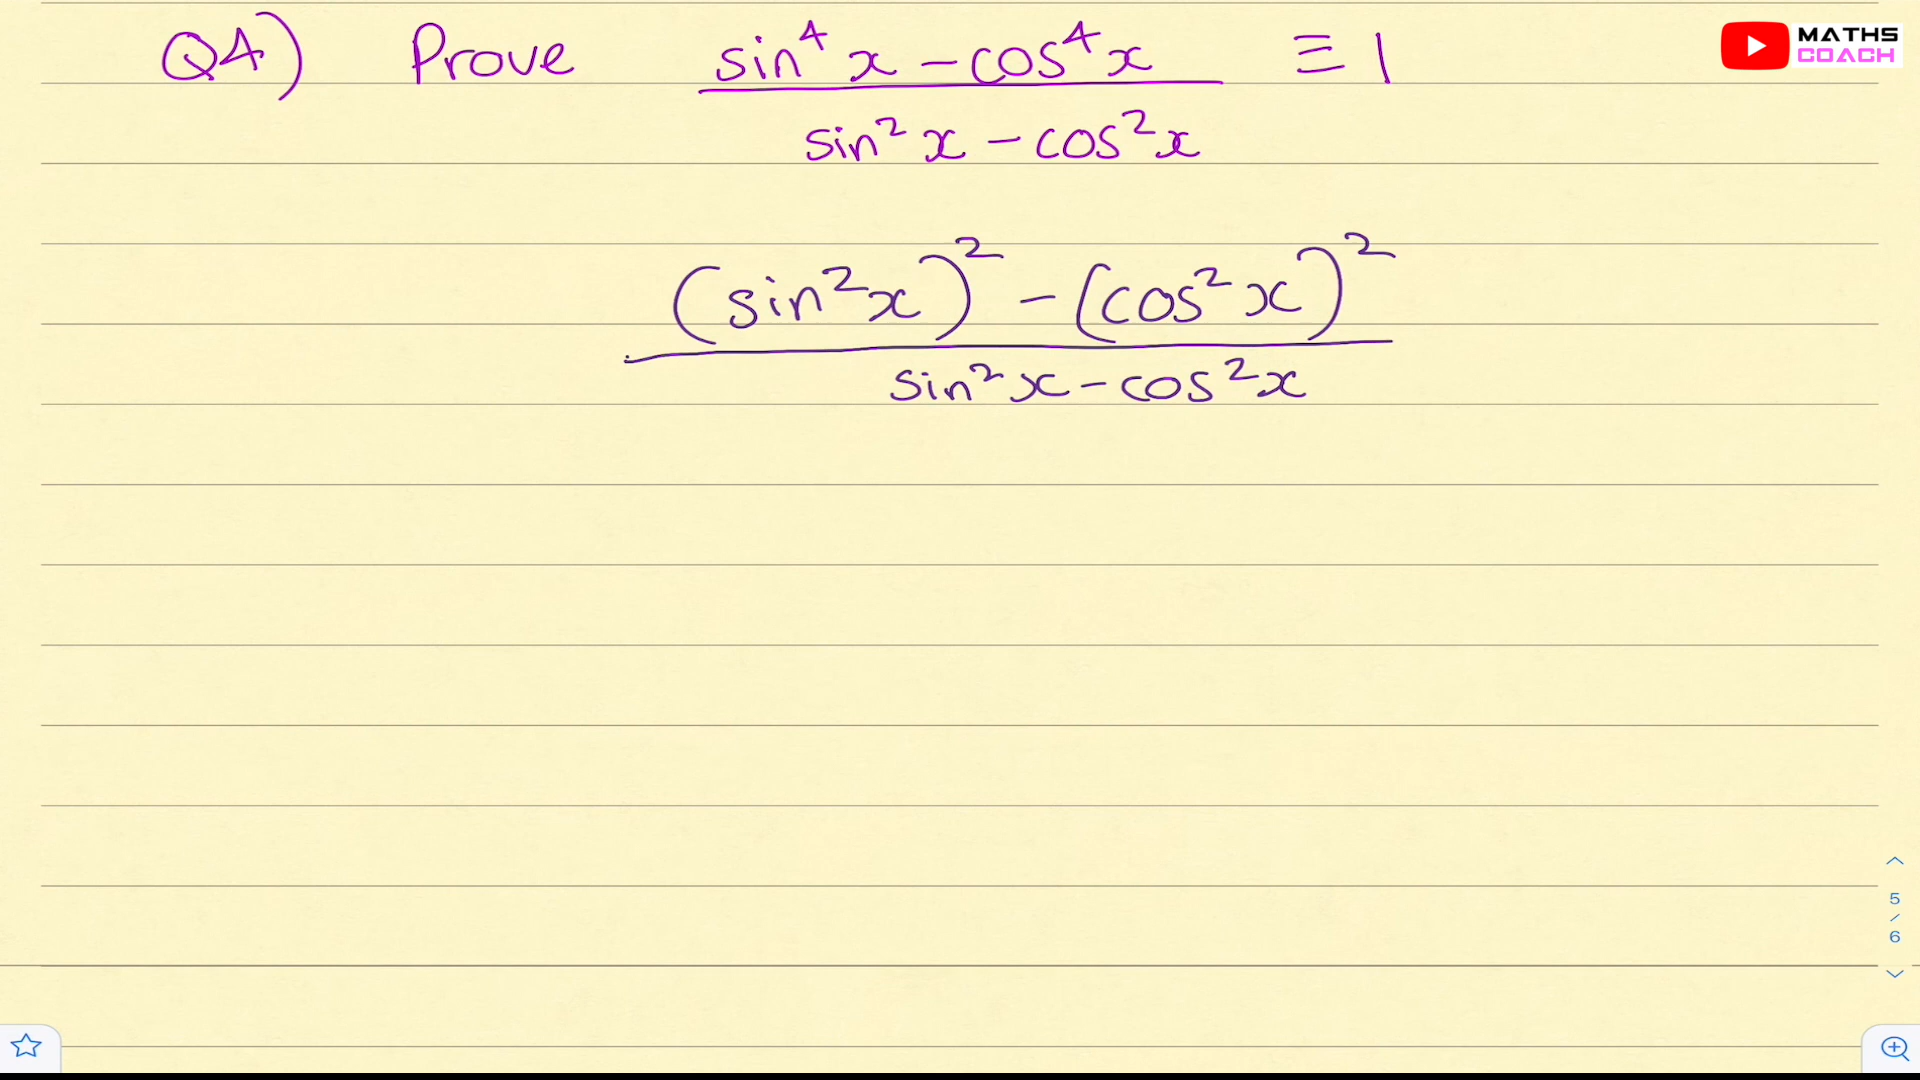 Q4) Prove sin⁴x − cos⁴x ≡ 1
sin²x − cos²x
MATHS
COACH
(sin²x)² − (cos²x)²
sin²x − cos²x
5
/
6